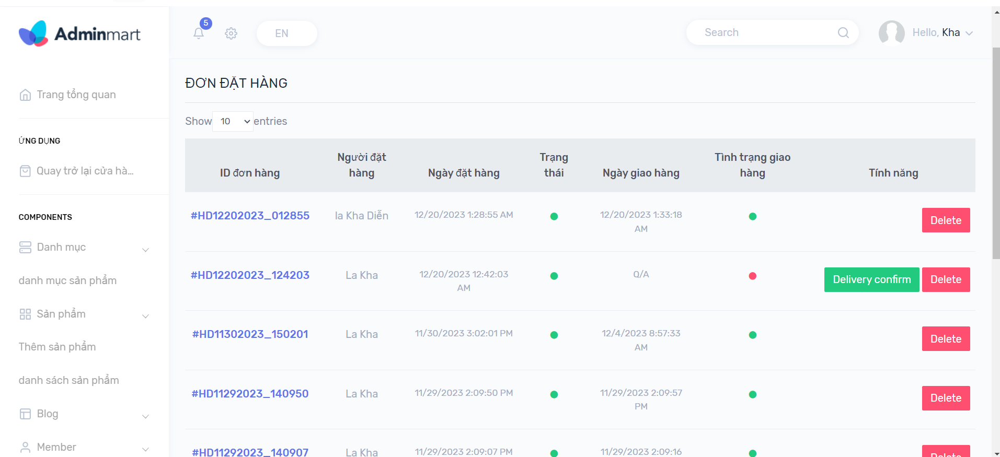 Adminmart
5
EN
Search
Hello, Kha
Trang tổng quan
ỨNG DỤNG
Quay trở lại cửa hà...
COMPONENTS
Danh mục
danh mục sản phẩm
Sản phẩm
Thêm sản phẩm
danh sách sản phẩm
Blog
Member
ĐƠN ĐẶT HÀNG
Show 10 entries
ID đơn hàng
Người đặt
hàng
Ngày đặt hàng
Trạng
thái
Ngày giao hàng
Tình trạng giao
hàng
Tính năng
#HD12202023_012855
la Kha Diễn
12/20/2023 1:28:55 AM
12/20/2023 1:33:18
AM
Delete
#HD12202023_124203
La Kha
12/20/2023 12:42:03
AM
Q/A
Delivery confirm
Delete
#HD11302023_150201
La Kha
11/30/2023 3:02:01 PM
12/4/2023 8:57:33
AM
Delete
#HD11292023_140950
La Kha
11/29/2023 2:09:50 PM
11/29/2023 2:09:57
PM
Delete
#HD11292023_140907
La Kha
11/29/2023 2:09:07 PM
11/29/2023 2:09:16
Delete